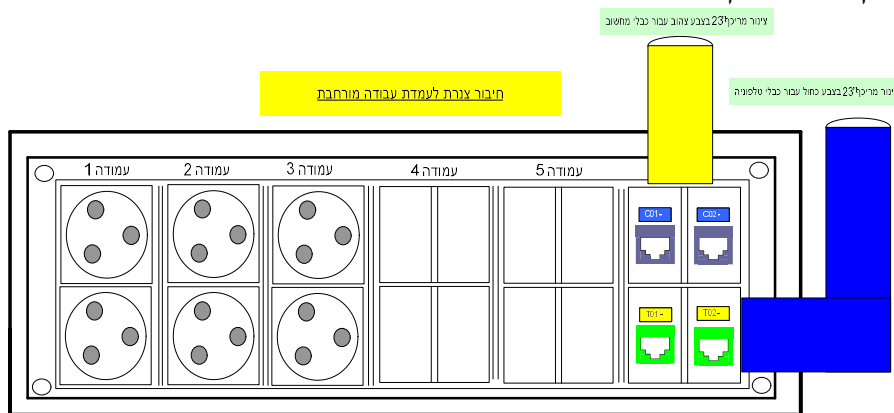 צינור מריכף 23 בצבע צהוב עבור כבלי מחשוב
צינור מריכף 23 בצבע כחול עבור כבלי טלפוניה
חיבור צנרת לעמדת עבודה מורחבת
עמודה 1
עמודה 2
עמודה 3
עמודה 4
עמודה 5
C01-
C02-
T01-
T02-